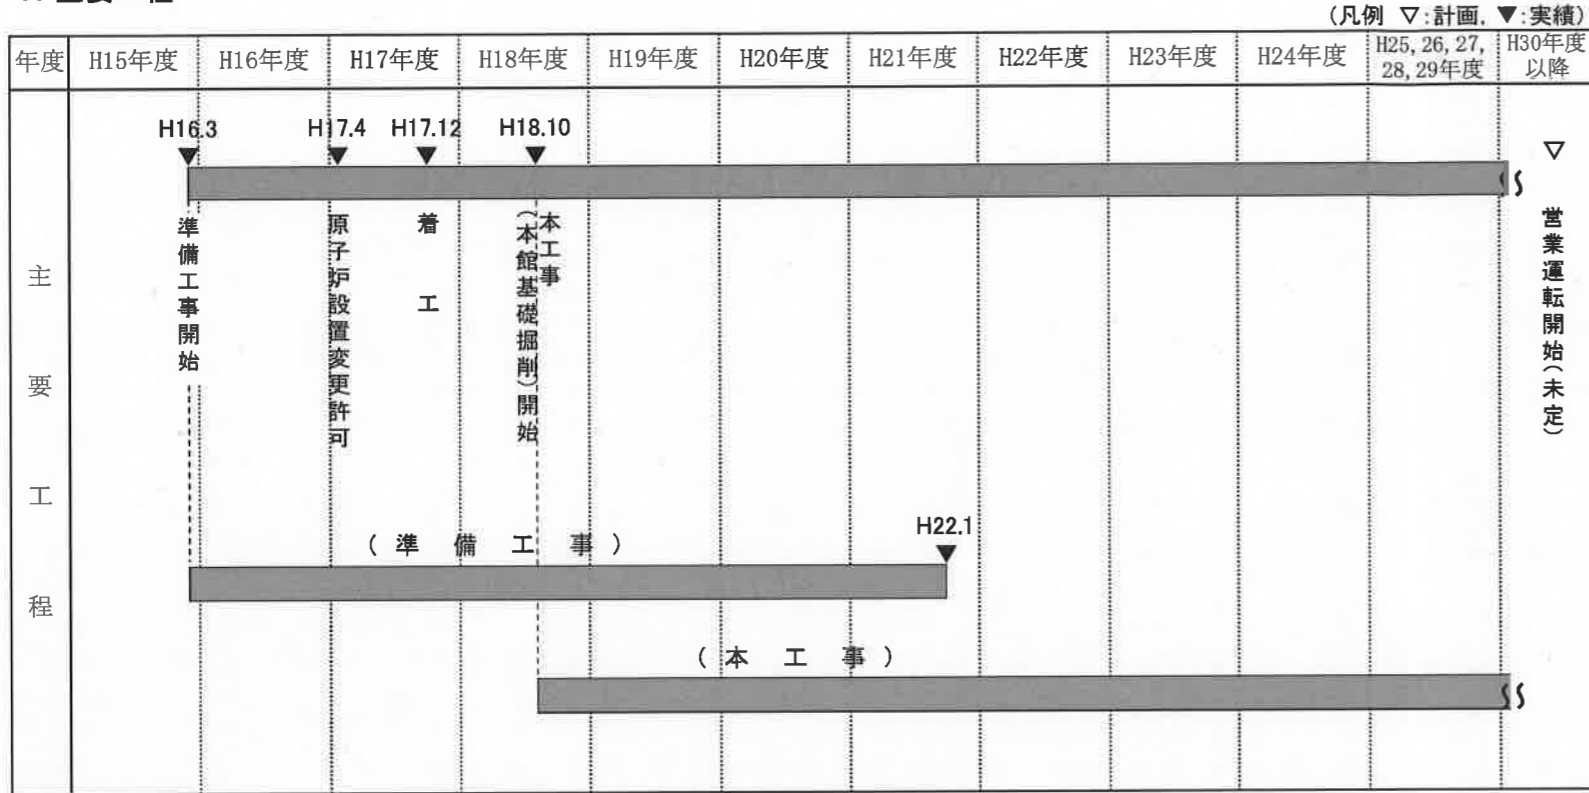 (凡例 ▽:計画, ▼:実績)
年度 H15年度 H16年度 H17年度 H18年度 H19年度 H20年度 H21年度 H22年度 H23年度 H24年度 H25, 26, 27, 28, 29年度 H30年度以降
主要工程
H16.3 H17.4 H17.12 H18.10
▼ ▼ ▼ ▼ ▽
準備工事開始
原子炉設置変更許可
着工
本工事
(本館基礎掘削)開始
営業運転開始(未定)
H22.1
▼
(準備工事)
(本工事)